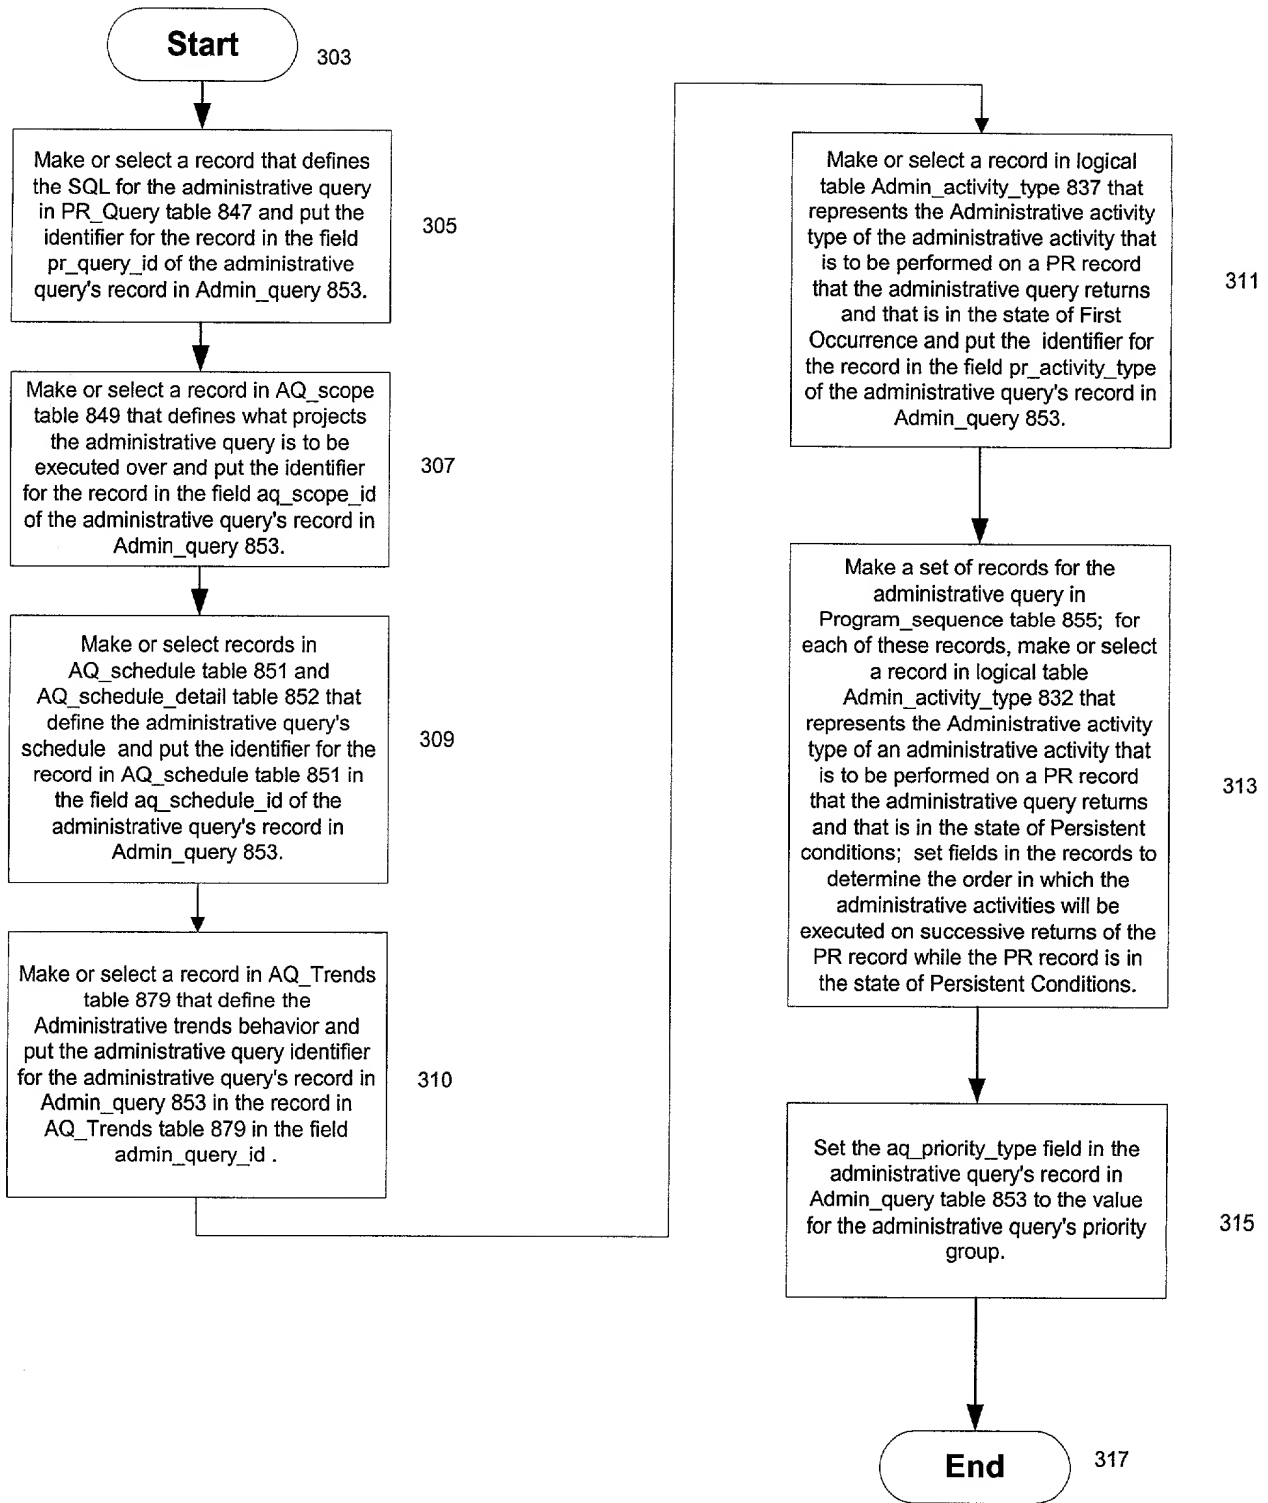 Start
303
Make or select a record that defines
the SQL for the administrative query
in PR_Query table 847 and put the
identifier for the record in the field
pr_query_id of the administrative
query's record in Admin_query 853.
305
Make or select a record in AQ_scope
table 849 that defines what projects
the administrative query is to be
executed over and put the identifier
for the record in the field aq_scope_id
of the administrative query's record in
Admin_query 853.
307
Make or select records in
AQ_schedule table 851 and
AQ_schedule_detail table 852 that
define the administrative query's
schedule and put the identifier for the
record in AQ_schedule table 851 in
the field aq_schedule_id of the
administrative query's record in
Admin_query 853.
309
Make or select a record in AQ_Trends
table 879 that define the
Administrative trends behavior and
put the administrative query identifier
for the administrative query's record in
Admin_query 853 in the record in
AQ_Trends table 879 in the field
admin_query_id .
310
Make or select a record in logical
table Admin_activity_type 837 that
represents the Administrative activity
type of the administrative activity that
is to be performed on a PR record
that the administrative query returns
and that is in the state of First
Occurrence and put the identifier for
the record in the field pr_activity_type
of the administrative query's record in
Admin_query 853.
311
Make a set of records for the
administrative query in
Program_sequence table 855; for
each of these records, make or select
a record in logical table
Admin_activity_type 832 that
represents the Administrative activity
type of an administrative activity that
is to be performed on a PR record
that the administrative query returns
and that is in the state of Persistent
conditions; set fields in the records to
determine the order in which the
administrative activities will be
executed on successive returns of the
PR record while the PR record is in
the state of Persistent Conditions.
313
Set the aq_priority_type field in the
administrative query's record in
Admin_query table 853 to the value
for the administrative query's priority
group.
315
End
317